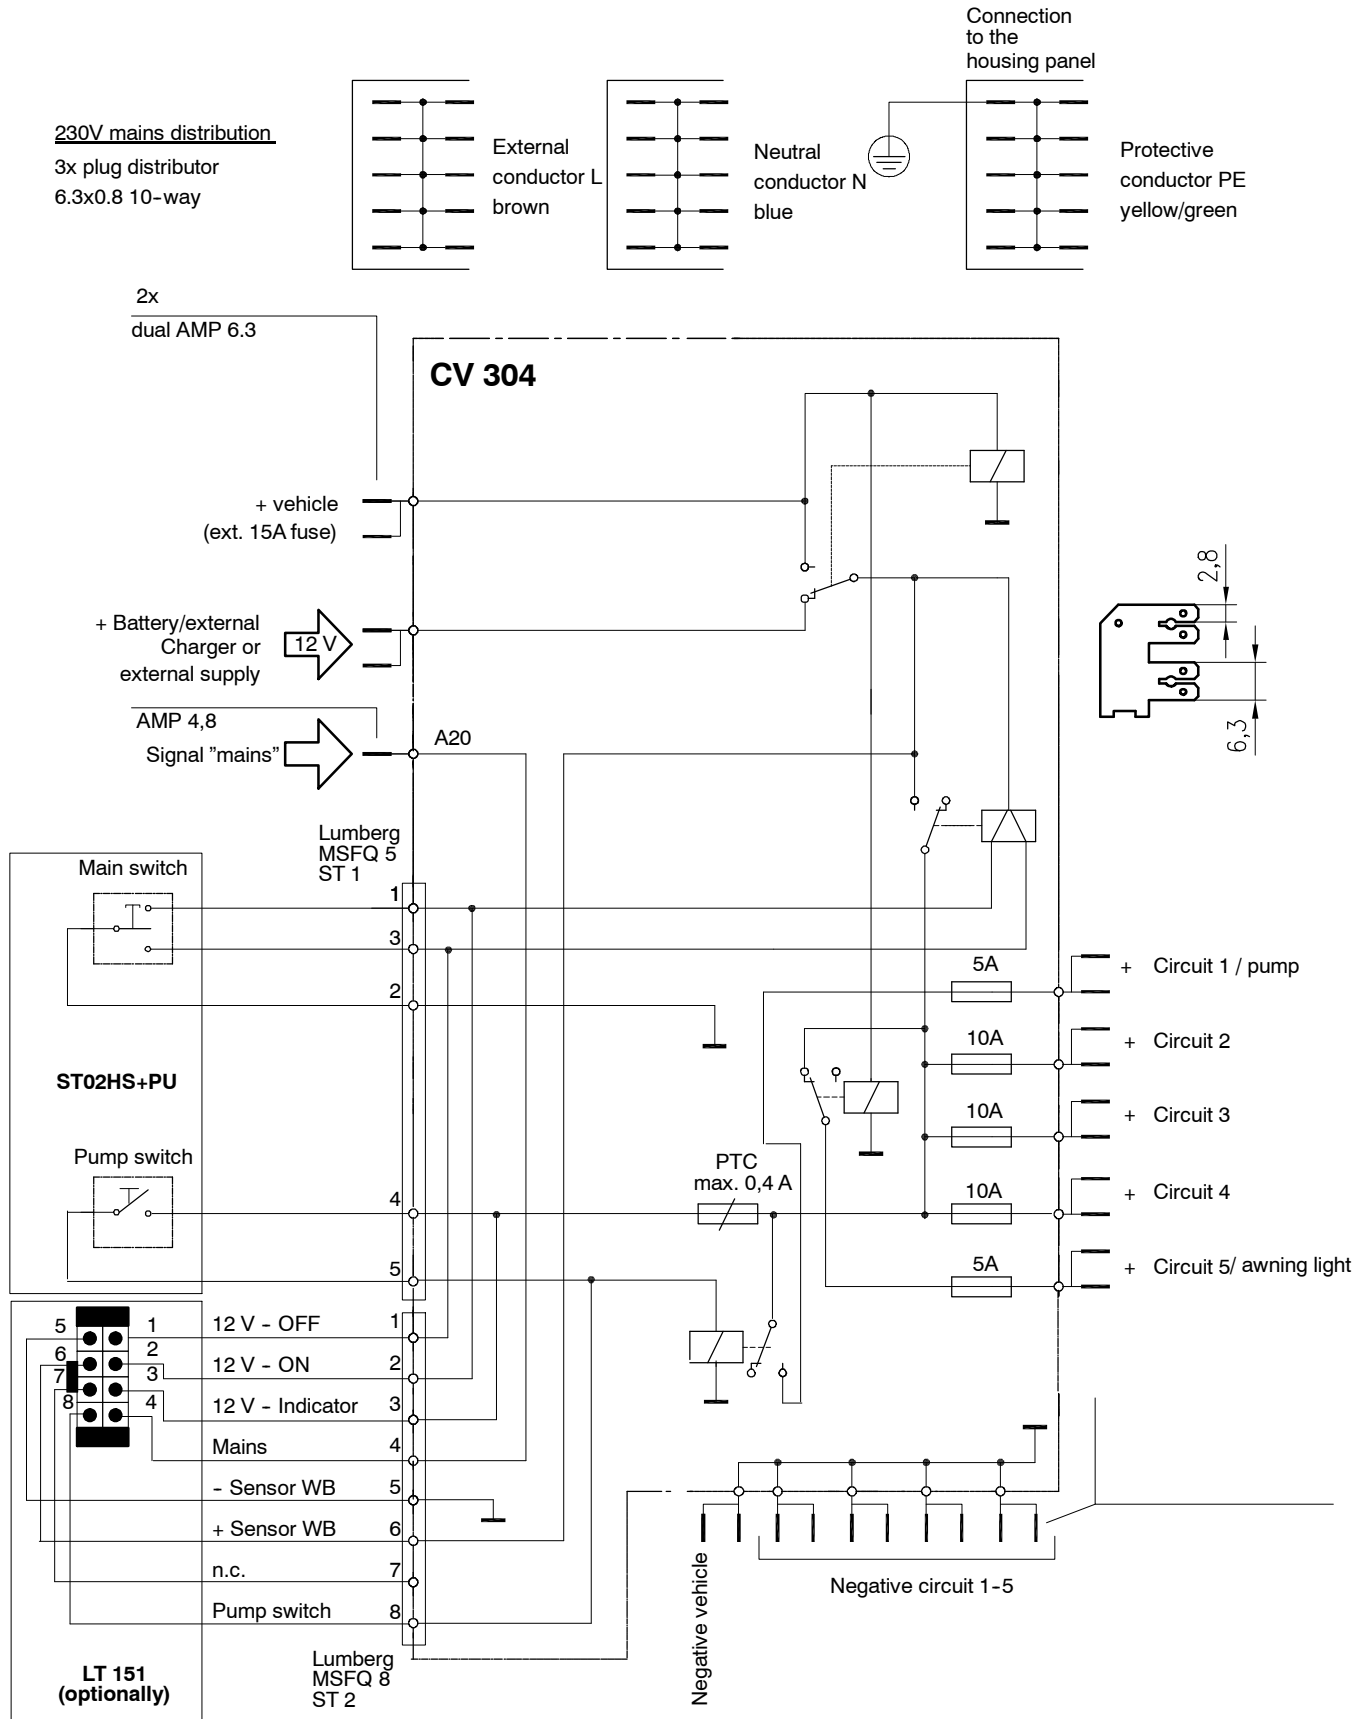 Connection
to the
housing panel
230V mains distribution
3x plug distributor
6.3x0.8 10-way
External
conductor L
brown
Neutral
conductor N
blue
Protective
conductor PE
yellow/green
2x
dual AMP 6.3
CV 304
+ vehicle
(ext. 15A fuse)
+ Battery/external
Charger or
external supply
12 V
AMP 4,8
Signal ”mains”
A20
2,8
6,3
Lumberg
MSFQ 5
ST 1
Main switch
1
3
2
ST02HS+PU
Pump switch
4
5
PTC
max. 0,4 A
5A
+ Circuit 1 / pump
10A
+ Circuit 2
10A
+ Circuit 3
10A
+ Circuit 4
5A
+ Circuit 5/ awning light
5
6
7
8
1
2
3
4
12 V - OFF 1
12 V - ON 2
12 V - Indicator 3
Mains 4
- Sensor WB 5
+ Sensor WB 6
n.c. 7
Pump switch 8
LT 151
(optionally)
Lumberg
MSFQ 8
ST 2
Negative vehicle
Negative circuit 1-5